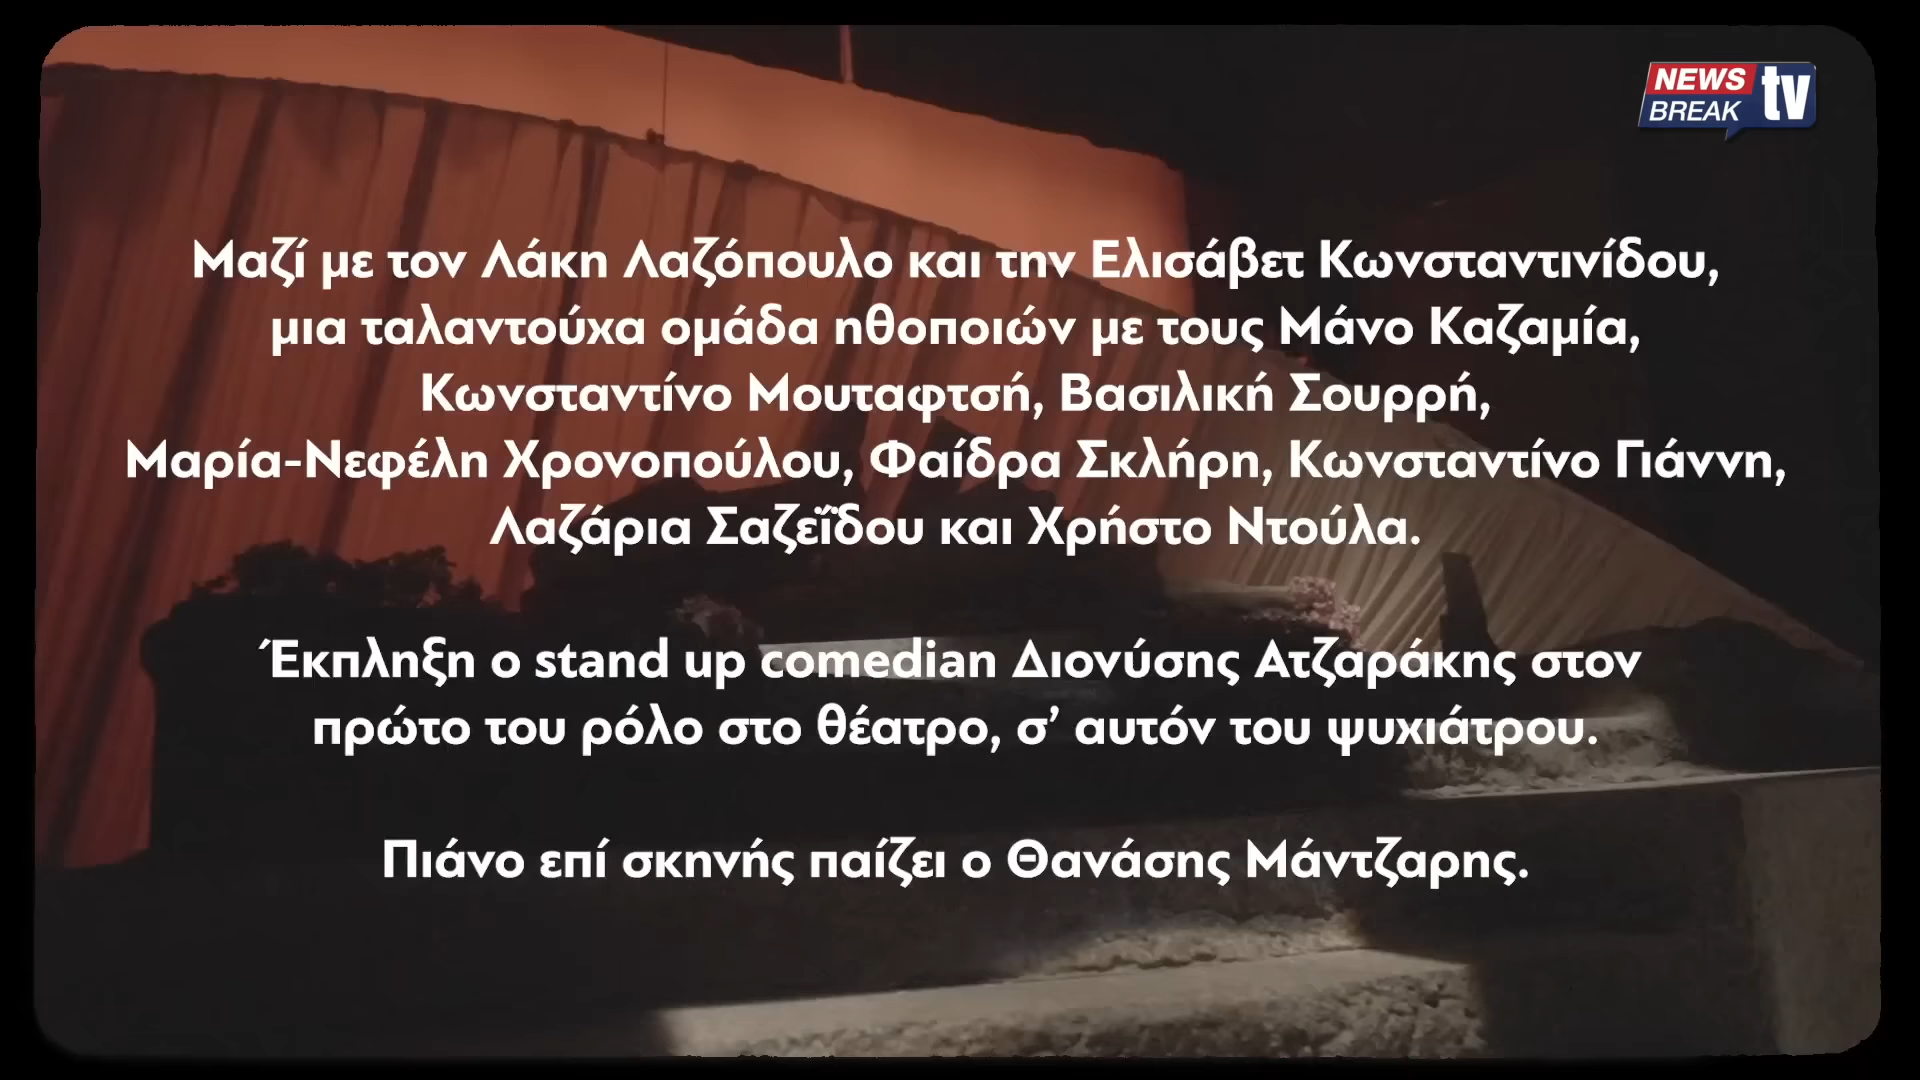 NEWS
BREAK
tv
Μαζί με τον Λάκη Λαζόπουλο και την Ελισάβετ Κωνσταντινίδου,
μια ταλαντούχα ομάδα ηθοποιών με τους Μάνο Καζαμία,
Κωνσταντίνο Μουταφτσή, Βασιλική Σουρρή,
Μαρία-Νεφέλη Χρονοπούλου, Φαίδρα Σκλήρη, Κωνσταντίνο Γιάννη,
Λαζάρια Σαζεΐδου και Χρήστο Ντούλα.
Έκπληξη ο stand up comedian Διονύσης Ατζαράκης στον
πρώτο του ρόλο στο θέατρο, σ’ αυτόν του ψυχιάτρου.
Πιάνο επί σκηνής παίζει ο Θανάσης Μάντζαρης.